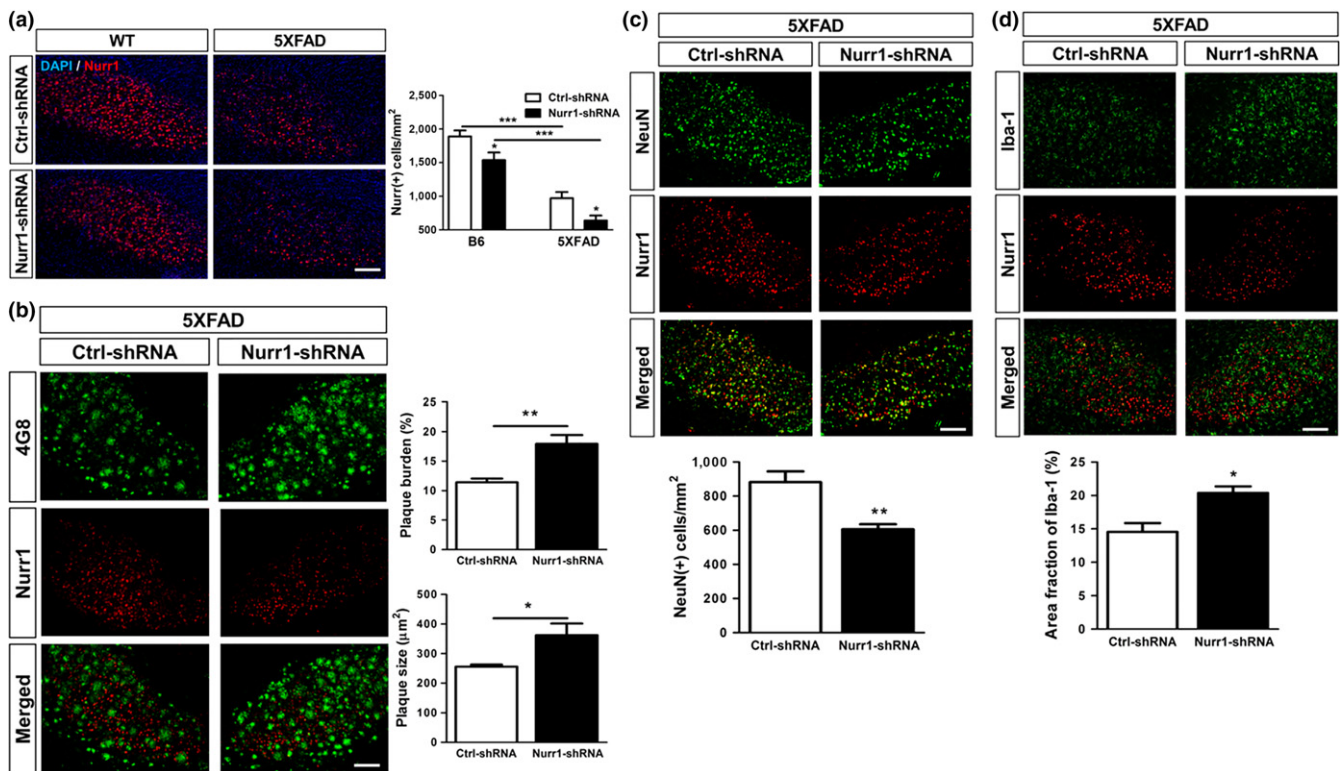 (a)
WT
5XFAD
Ctrl-shRNA
Nurr1-shRNA
DAPI / Nurr1
Nurr(+) cells/mm²
2,500
2,000
1,500
1,000
500
Ctrl-shRNA
Nurr1-shRNA
***
***
*
*
B6
5XFAD
(b)
5XFAD
Ctrl-shRNA
Nurr1-shRNA
4G8
Nurr1
Merged
Plaque burden (%)
25
20
15
10
5
0
**
Ctrl-shRNA
Nurr1-shRNA
Plaque size (μm²)
500
400
300
200
100
0
*
Ctrl-shRNA
Nurr1-shRNA
(c)
5XFAD
Ctrl-shRNA
Nurr1-shRNA
NeuN
Nurr1
Merged
NeuN(+) cells/mm²
1,000
800
600
400
200
0
**
Ctrl-shRNA
Nurr1-shRNA
(d)
5XFAD
Ctrl-shRNA
Nurr1-shRNA
Iba-1
Nurr1
Merged
Area fraction of Iba-1 (%)
25
20
15
10
5
0
*
Ctrl-shRNA
Nurr1-shRNA